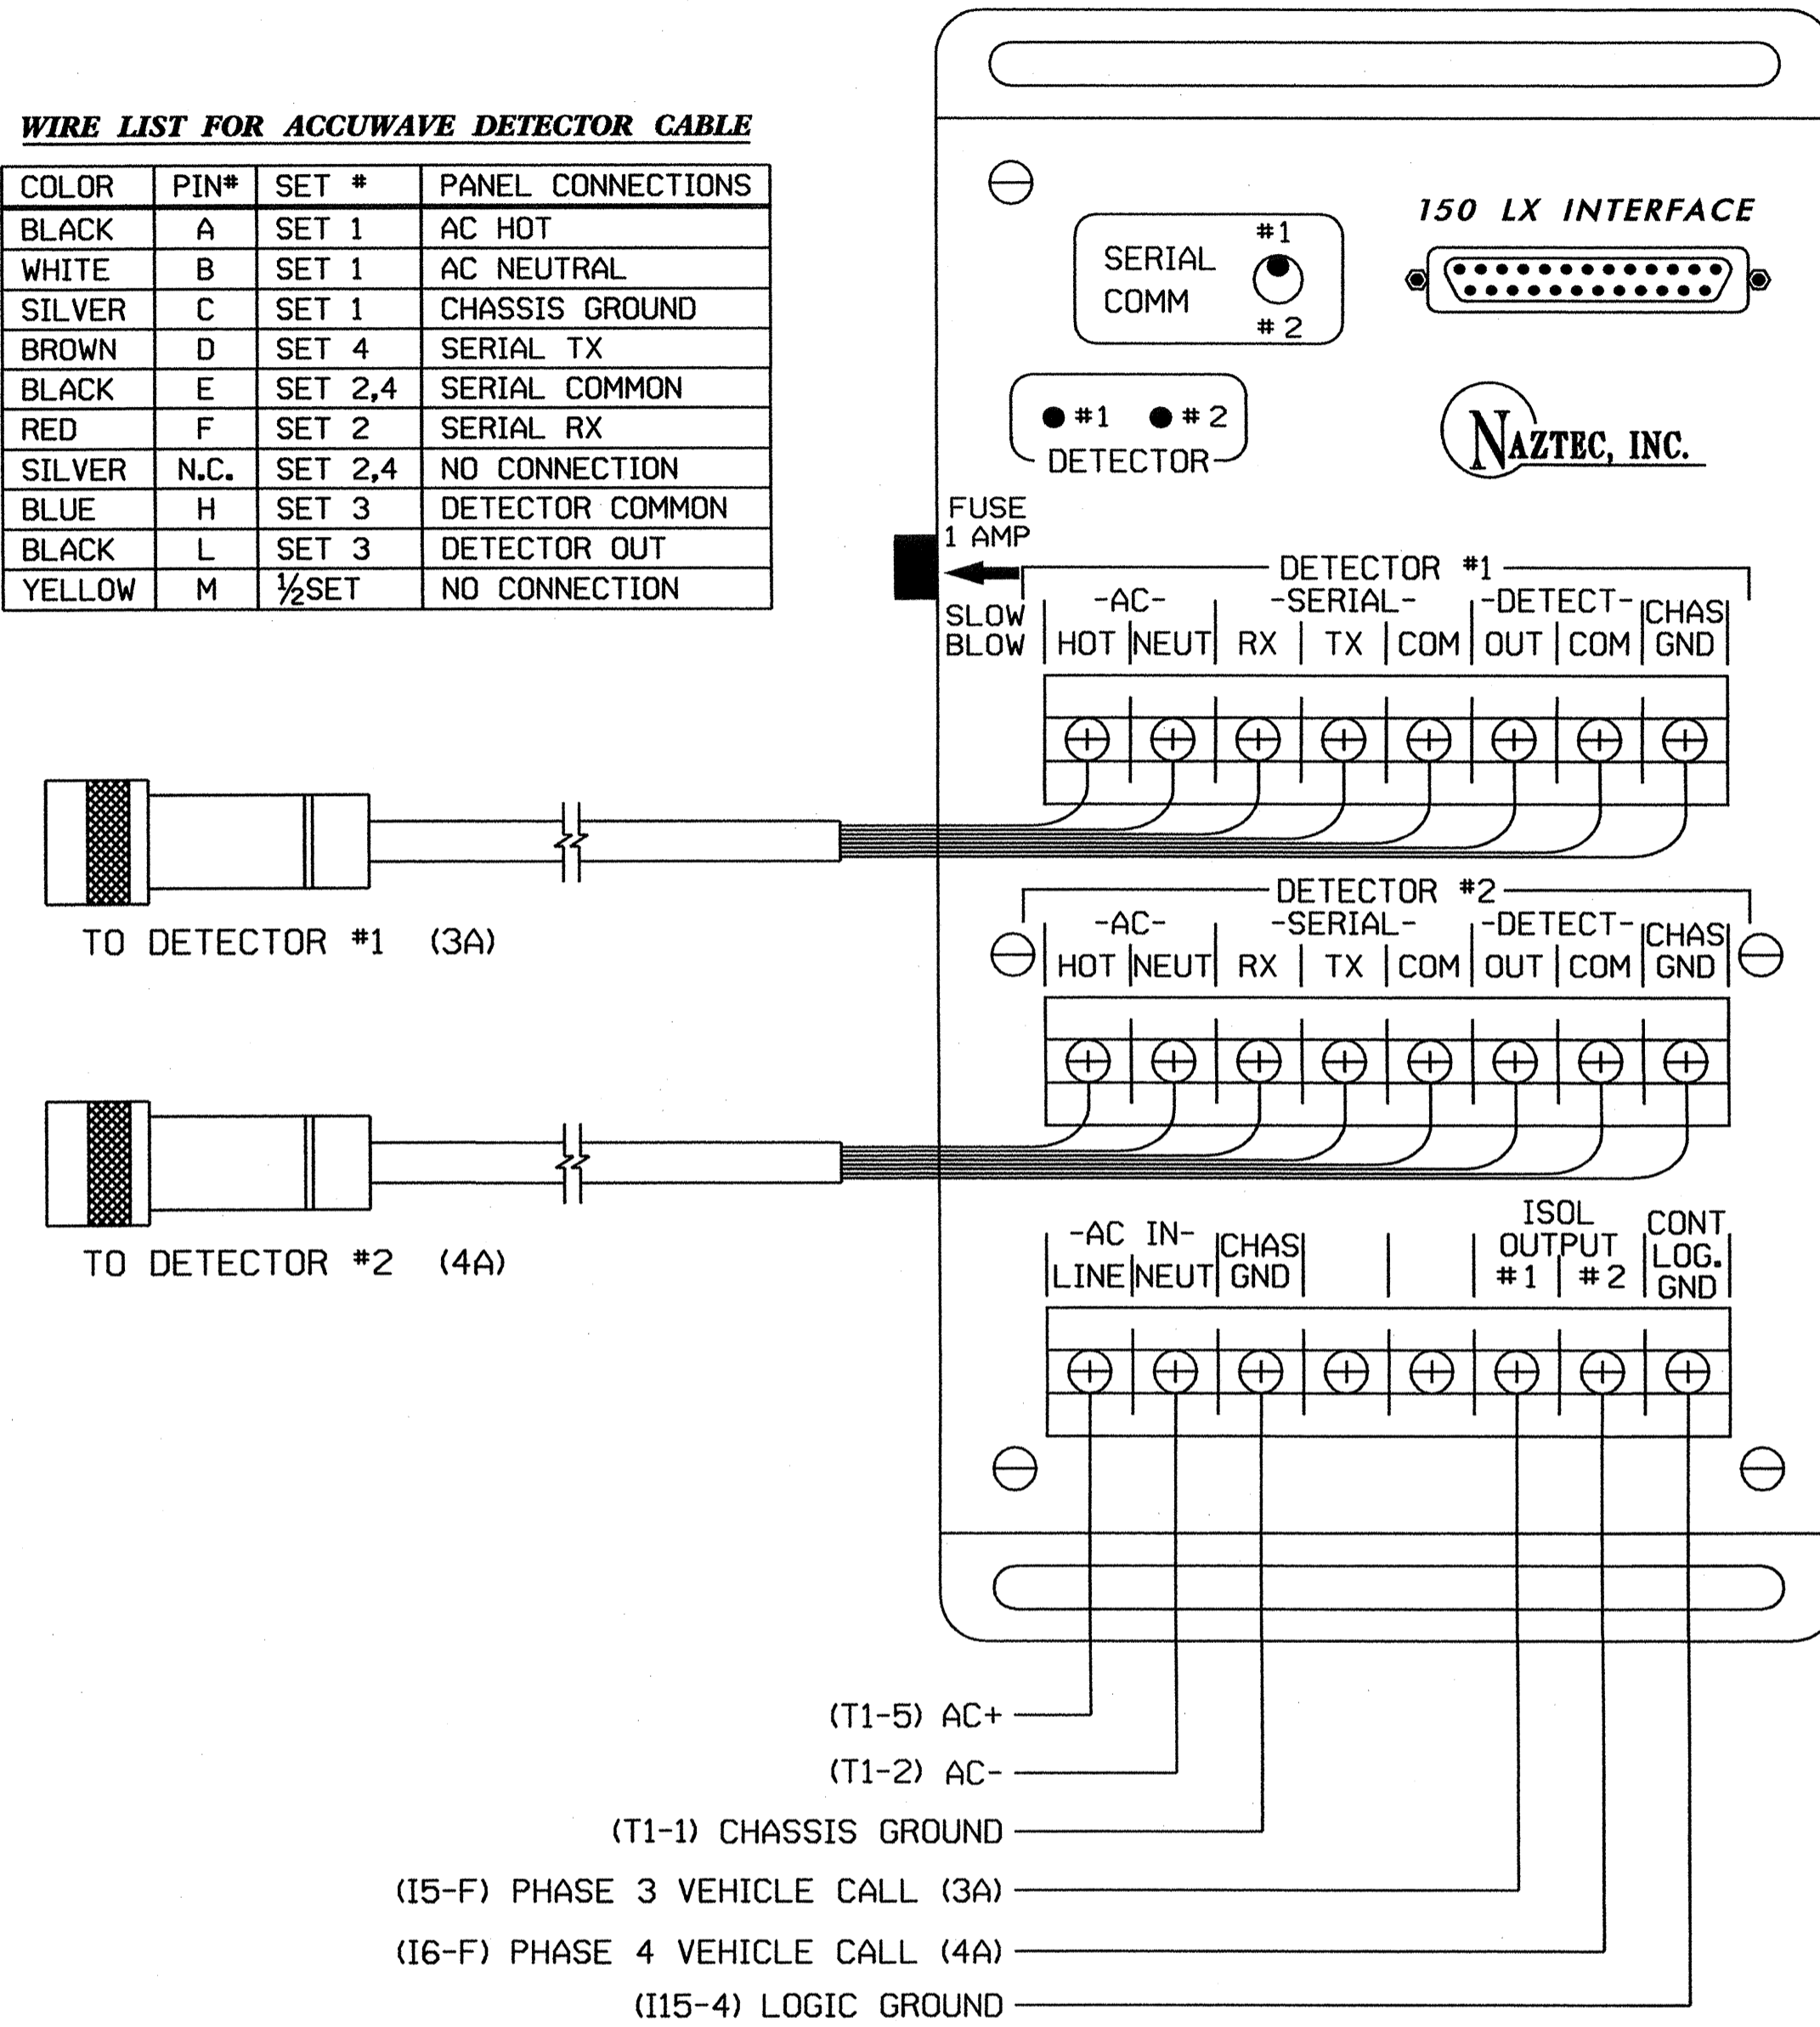 WIRE LIST FOR ACCUWAVE DETECTOR CABLE
COLOR PIN# SET # PANEL CONNECTIONS
BLACK A SET 1 AC HOT
WHITE B SET 1 AC NEUTRAL
SILVER C SET 1 CHASSIS GROUND
BROWN D SET 4 SERIAL TX
BLACK E SET 2,4 SERIAL COMMON
RED F SET 2 SERIAL RX
SILVER N.C. SET 2,4 NO CONNECTION
BLUE H SET 3 DETECTOR COMMON
BLACK L SET 3 DETECTOR OUT
YELLOW M ½SET NO CONNECTION
150 LX INTERFACE
#1
SERIAL
COMM
#2
#1 #2
DETECTOR
NAZTEC, INC.
FUSE
1 AMP
SLOW
BLOW
DETECTOR #1
-AC- -SERIAL- -DETECT- CHAS
HOT NEUT RX TX COM OUT COM GND
TO DETECTOR #1 (3A)
DETECTOR #2
-AC- -SERIAL- -DETECT- CHAS
HOT NEUT RX TX COM OUT COM GND
TO DETECTOR #2 (4A)
ISOL CONT
-AC IN- CHAS OUTPUT LOG.
LINE NEUT GND #1 #2 GND
(T1-5) AC+
(T1-2) AC-
(T1-1) CHASSIS GROUND
(I5-F) PHASE 3 VEHICLE CALL (3A)
(I6-F) PHASE 4 VEHICLE CALL (4A)
(I15-4) LOGIC GROUND